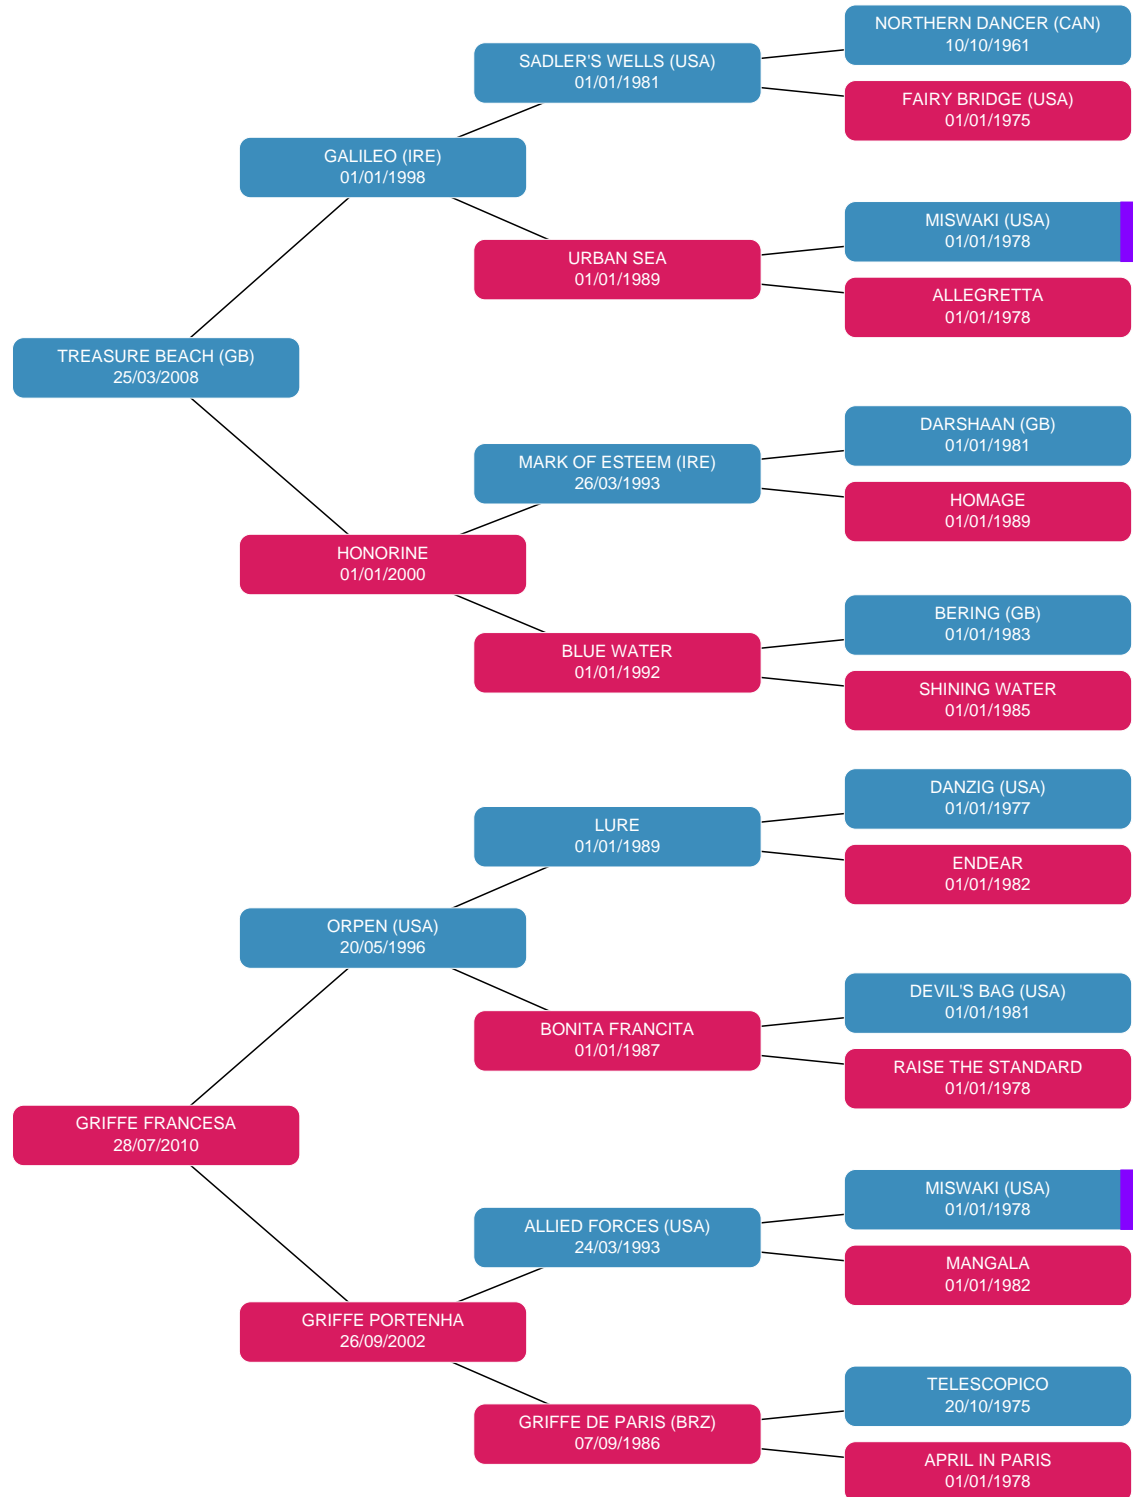 NORTHERN DANCER (CAN)
10/10/1961
SADLER'S WELLS (USA)
01/01/1981
FAIRY BRIDGE (USA)
01/01/1975
GALILEO (IRE)
01/01/1998
MISWAKI (USA)
01/01/1978
URBAN SEA
01/01/1989
ALLEGRETTA
01/01/1978
TREASURE BEACH (GB)
25/03/2008
DARSHAAN (GB)
01/01/1981
MARK OF ESTEEM (IRE)
26/03/1993
HOMAGE
01/01/1989
HONORINE
01/01/2000
BERING (GB)
01/01/1983
BLUE WATER
01/01/1992
SHINING WATER
01/01/1985
DANZIG (USA)
01/01/1977
LURE
01/01/1989
ENDEAR
01/01/1982
ORPEN (USA)
20/05/1996
DEVIL'S BAG (USA)
01/01/1981
BONITA FRANCITA
01/01/1987
RAISE THE STANDARD
01/01/1978
GRIFFE FRANCESA
28/07/2010
MISWAKI (USA)
01/01/1978
ALLIED FORCES (USA)
24/03/1993
MANGALA
01/01/1982
GRIFFE PORTENHA
26/09/2002
TELESCOPICO
20/10/1975
GRIFFE DE PARIS (BRZ)
07/09/1986
APRIL IN PARIS
01/01/1978